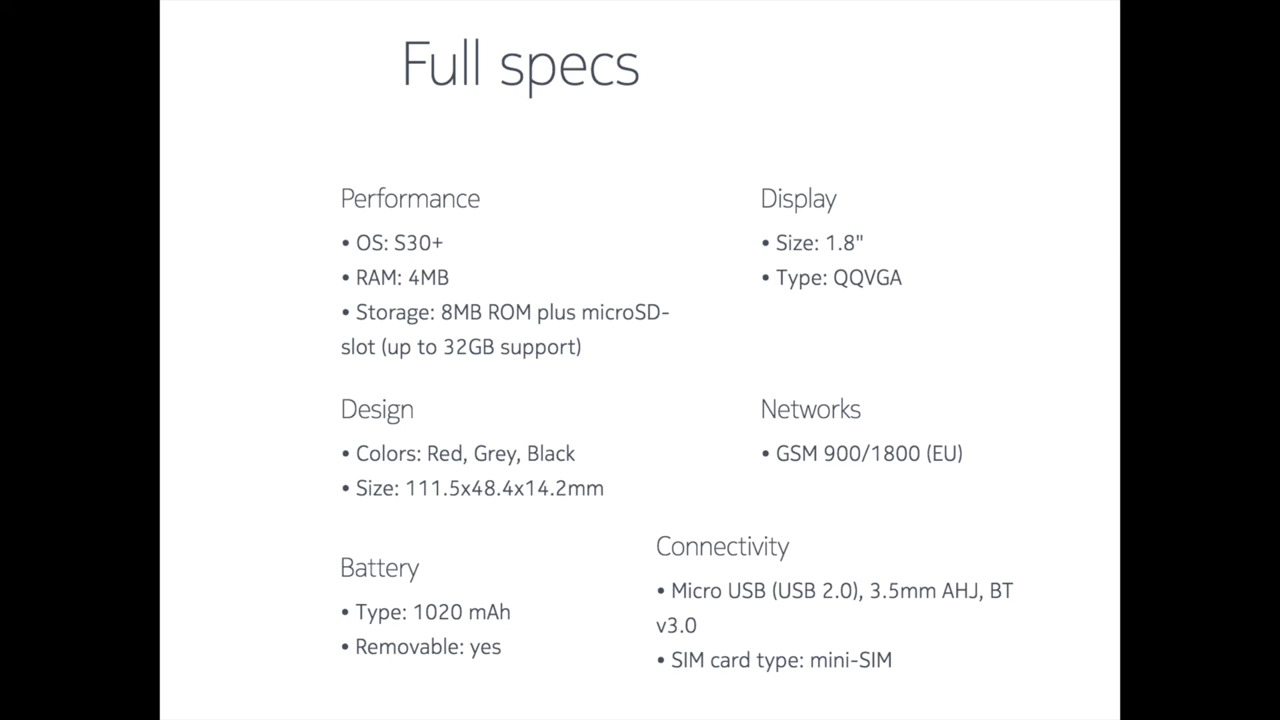 Full specs
Performance
• OS: S30+
• RAM: 4MB
• Storage: 8MB ROM plus microSD-
slot (up to 32GB support)
Display
• Size: 1.8"
• Type: QQVGA
Design
• Colors: Red, Grey, Black
• Size: 111.5x48.4x14.2mm
Networks
• GSM 900/1800 (EU)
Battery
• Type: 1020 mAh
• Removable: yes
Connectivity
• Micro USB (USB 2.0), 3.5mm AHJ, BT
v3.0
• SIM card type: mini-SIM